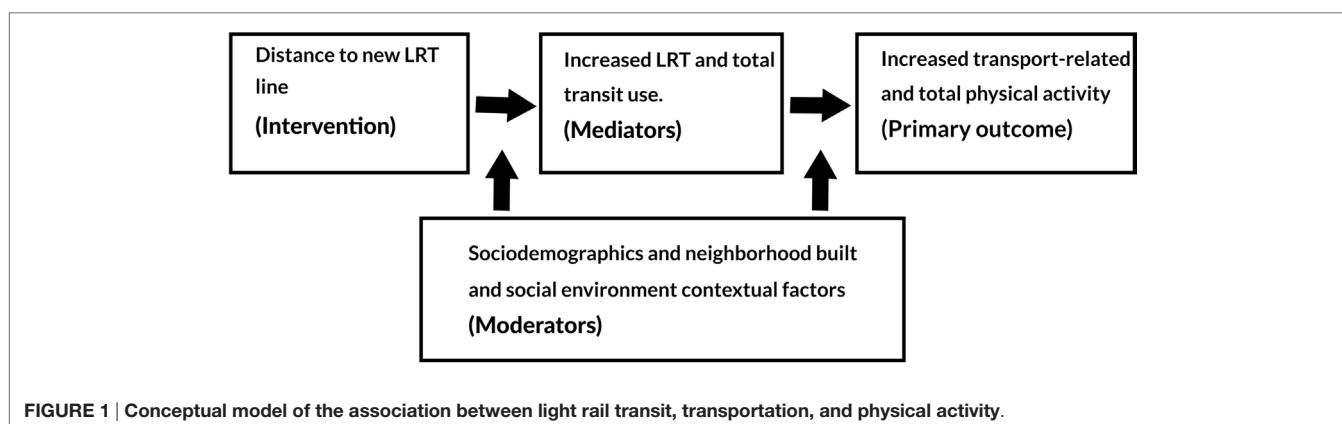 Distance to new LRT
line
(Intervention)
Increased LRT and total
transit use.
(Mediators)
Increased transport-related
and total physical activity
(Primary outcome)
Sociodemographics and neighborhood built
and social environment contextual factors
(Moderators)
FIGURE 1 | Conceptual model of the association between light rail transit, transportation, and physical activity.